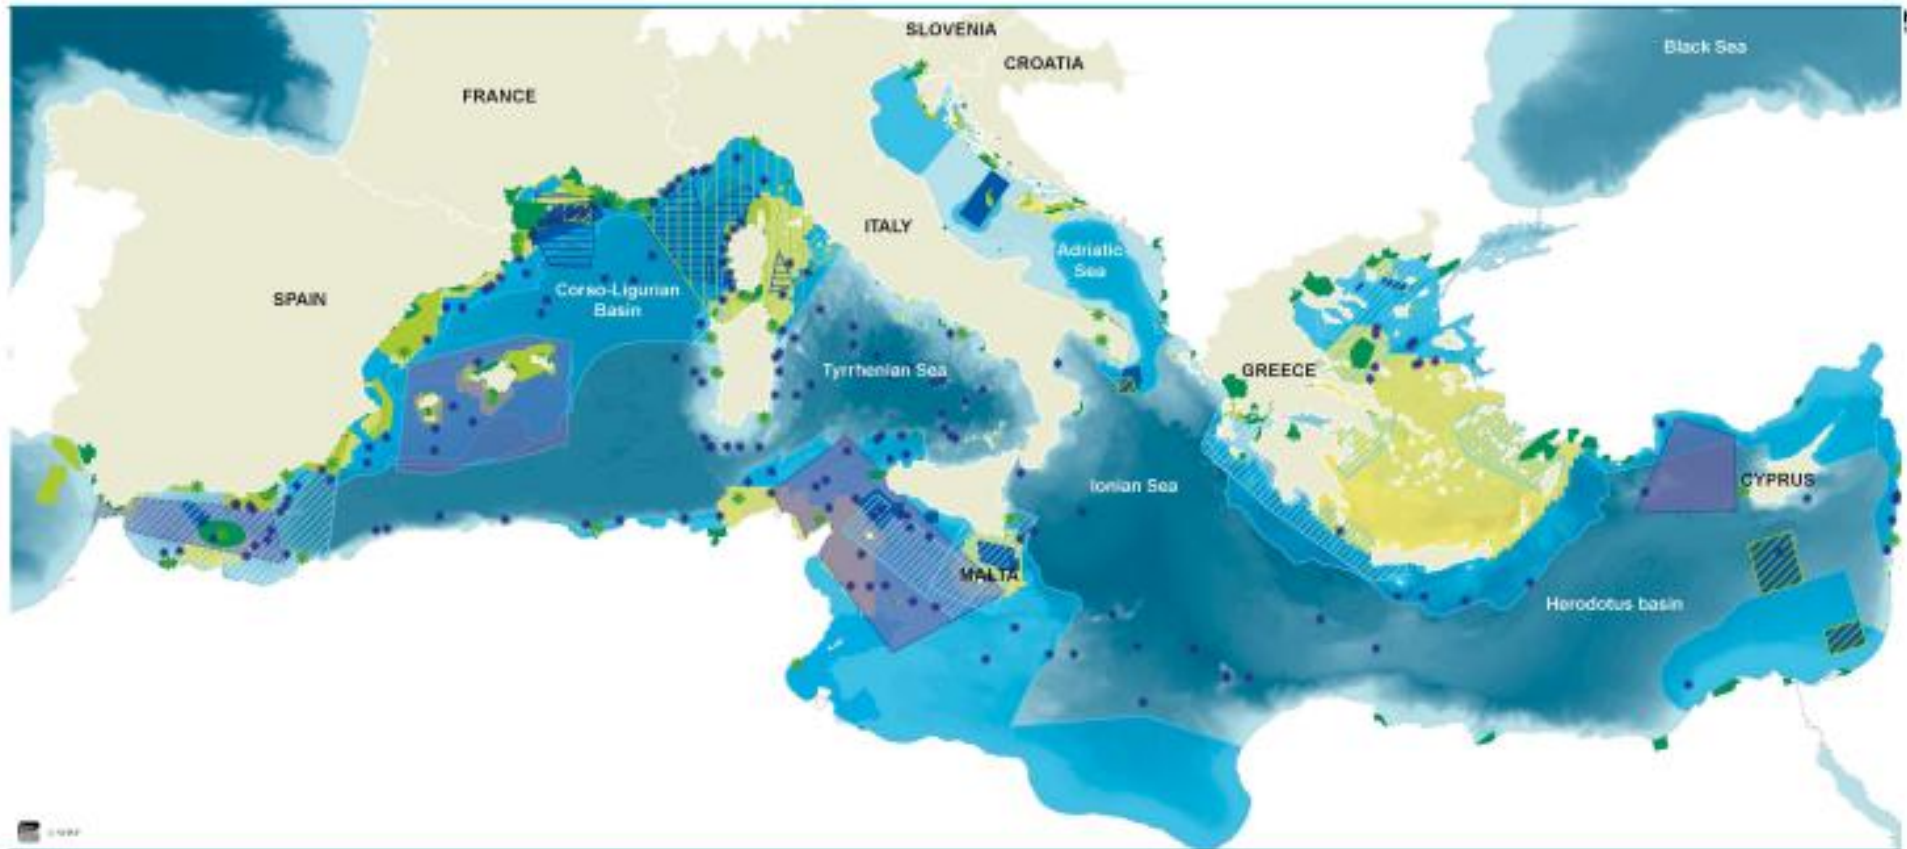 SLOVENIA
Black Sea
CROATIA
FRANCE
ITALY
Adriatic
Sea
SPAIN
Corso-Ligurian
Basin
Tyrrhenian Sea
GREECE
Ionian Sea
CYPRUS
MALTA
Herodotus basin